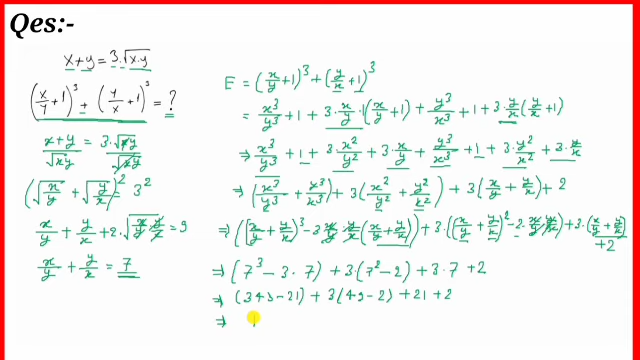 Qes:-
x+y = 3.√x.y
(x/y+1)³ + (y/x+1)³ = ?
x+y/√xy = 3.√xy/√xy
(√x/y + √y/x)² = 3²
x/y + y/x + 2.√x/y.y/x = 9
x/y + y/x = 7
E = (x/y+1)³ + (y/x+1)³
= x³/y³ + 1 + 3.x/y.(x/y+1) + y³/x³ + 1 + 3.y/x(y/x+1)
⇒ x³/y³ + 1 + 3.x²/y² + 3.x/y + y³/x³ + 1 + 3.y²/x² + 3.y/x
⇒ (x³/y³ + y³/x³) + 3(x²/y² + y²/x²) + 3(x/y + y/x) + 2
⇒ ((x/y+y/x)³ - 3.x/y.y/x(x/y+y/x)) + 3.((x/y+y/x)² - 2.x/y.y/x) + 3.(x/y+y/x) + 2
⇒ (7³ - 3.7) + 3.(7² - 2) + 3.7 + 2
⇒ (343 - 21) + 3(49 - 2) + 21 + 2
⇒